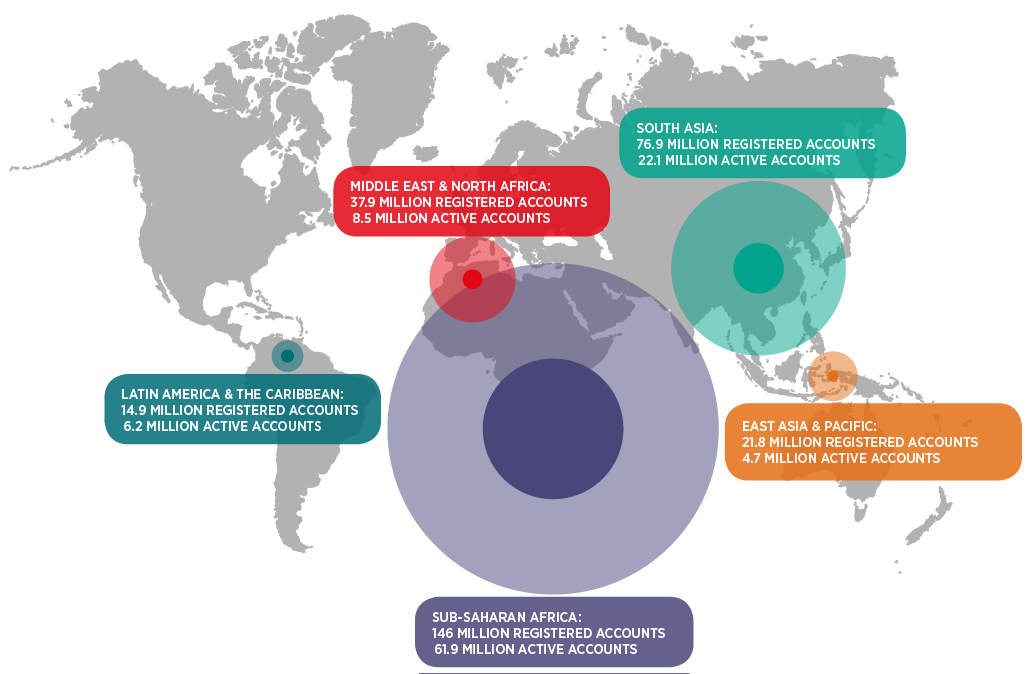 SOUTH ASIA:
76.9 MILLION REGISTERED ACCOUNTS
22.1 MILLION ACTIVE ACCOUNTS
MIDDLE EAST & NORTH AFRICA:
37.9 MILLION REGISTERED ACCOUNTS
8.5 MILLION ACTIVE ACCOUNTS
LATIN AMERICA & THE CARIBBEAN:
14.9 MILLION REGISTERED ACCOUNTS
6.2 MILLION ACTIVE ACCOUNTS
EAST ASIA & PACIFIC:
21.8 MILLION REGISTERED ACCOUNTS
4.7 MILLION ACTIVE ACCOUNTS
SUB-SAHARAN AFRICA:
146 MILLION REGISTERED ACCOUNTS
61.9 MILLION ACTIVE ACCOUNTS